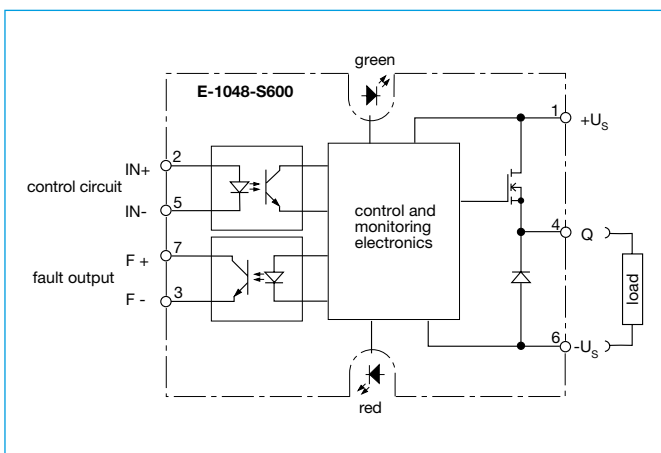 green
E-1048-S600
1 +US
2
IN+
control circuit
IN- 5
control and
monitoring
electronics
4 Q
F + 7
fault output
F - 3
load
6 -US
red